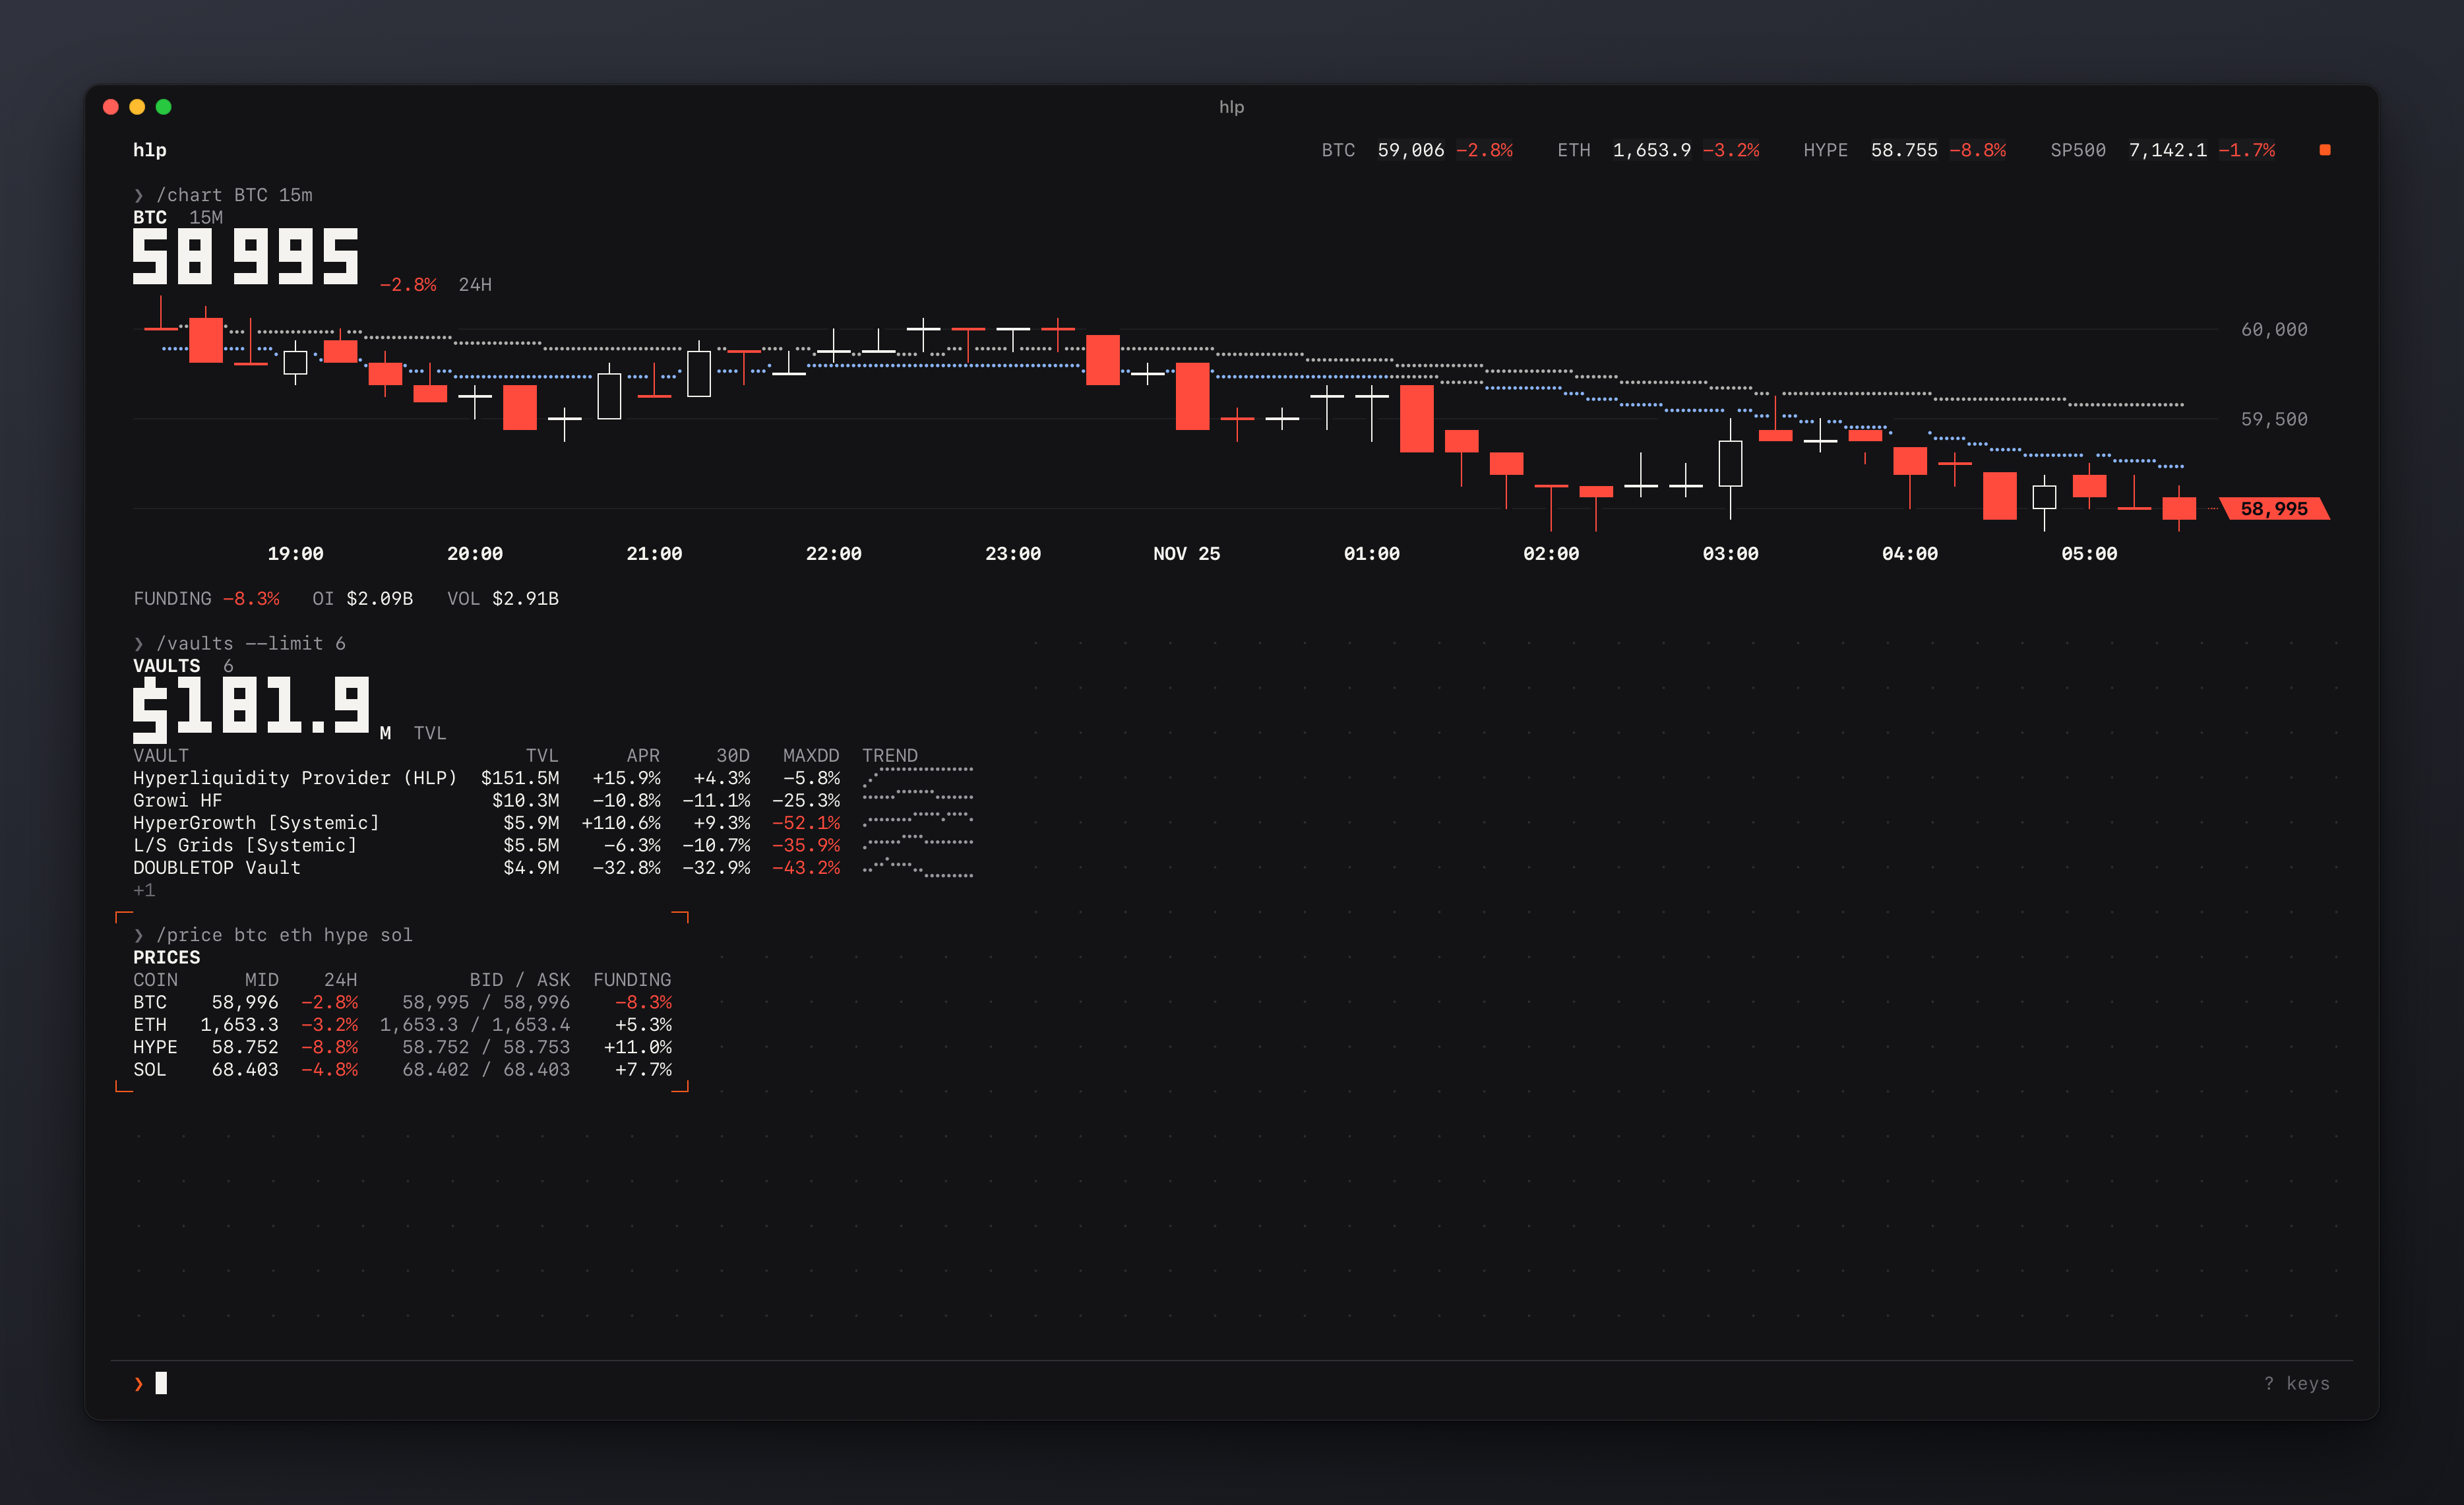 hlp
hlp BTC 59,006 −2.8% ETH 1,653.9 −3.2% HYPE 58.755 −8.8% SP500 7,142.1 −1.7%
❯ /chart BTC 15m
BTC 15M
58 995 −2.8% 24H
60,000
59,500
58,995
19:00 20:00 21:00 22:00 23:00 NOV 25 01:00 02:00 03:00 04:00 05:00
FUNDING −8.3% OI $2.09B VOL $2.91B
❯ /vaults −−limit 6
VAULTS 6
$181.9 M TVL
VAULT TVL APR 30D MAXDD TREND
Hyperliquidity Provider (HLP) $151.5M +15.9% +4.3% −5.8%
Growi HF $10.3M −10.8% −11.1% −25.3%
HyperGrowth [Systemic] $5.9M +110.6% +9.3% −52.1%
L/S Grids [Systemic] $5.5M −6.3% −10.7% −35.9%
DOUBLETOP Vault $4.9M −32.8% −32.9% −43.2%
+1
❯ /price btc eth hype sol
PRICES
COIN MID 24H BID / ASK FUNDING
BTC 58,996 −2.8% 58,995 / 58,996 −8.3%
ETH 1,653.3 −3.2% 1,653.3 / 1,653.4 +5.3%
HYPE 58.752 −8.8% 58.752 / 58.753 +11.0%
SOL 68.403 −4.8% 68.402 / 68.403 +7.7%
❯ ? keys